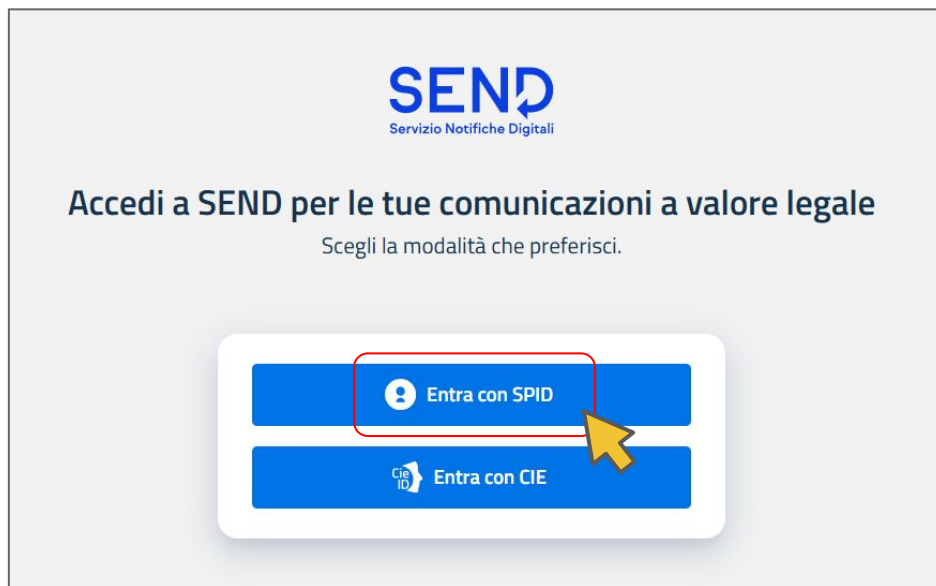 SEND
Servizio Notifiche Digitali
Accedi a SEND per le tue comunicazioni a valore legale
Scegli la modalità che preferisci.
Entra con SPID
Cie
ID
Entra con CIE